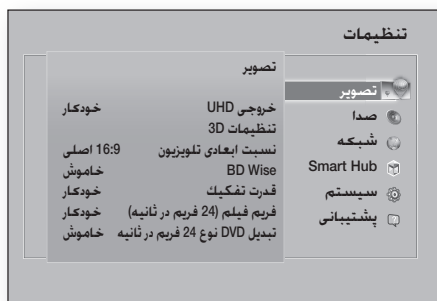 تنظیمات
تصویر
صدا
شبکه
Smart Hub
سیستم
پشتیبانی
تصویر
خروجی UHD خودکار
تنظیمات 3D
نسبت ابعادی تلویزیون 16:9 اصلی
BD Wise خاموش
قدرت تفکیك خودکار
فریم فیلم (24 فریم در ثانیه) خودکار
تبدیل DVD نوع 24 فریم در ثانیه خاموش